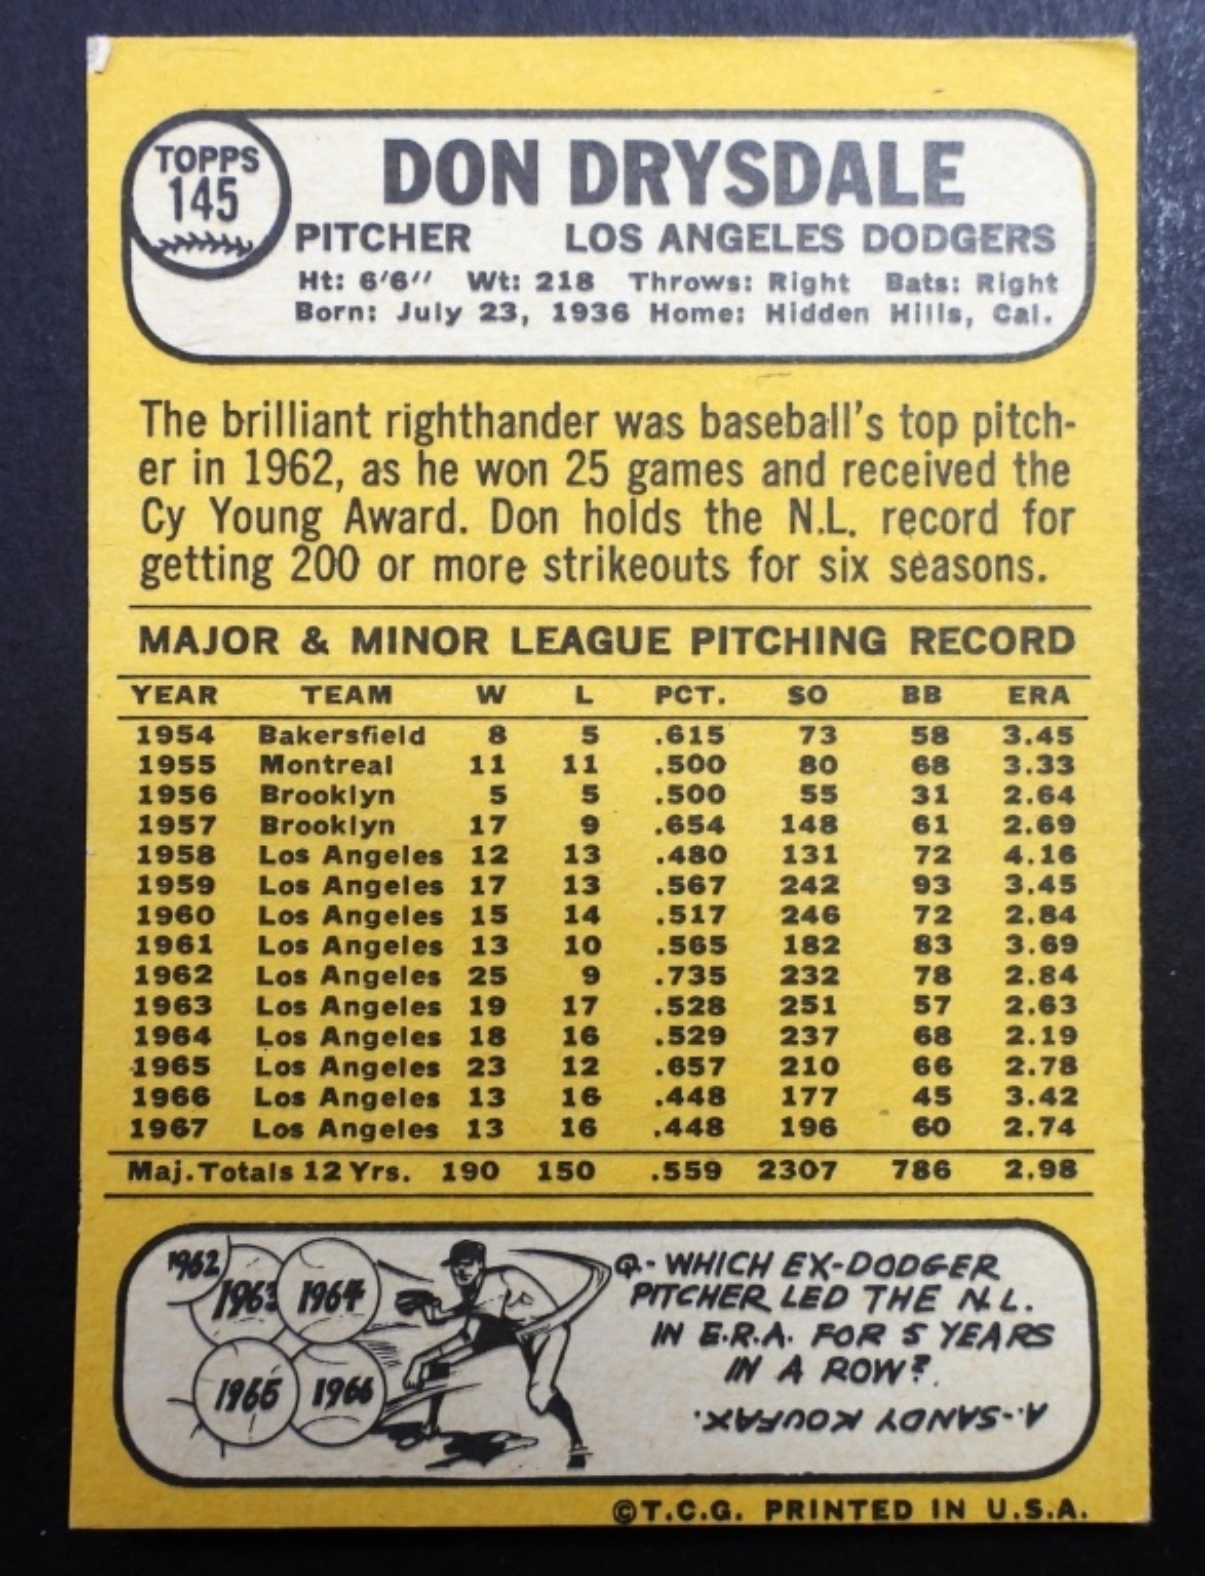 TOPPS
145
DON DRYSDALE
PITCHER LOS ANGELES DODGERS
Ht: 6'6" Wt: 218 Throws: Right Bats: Right
Born: July 23, 1936 Home: Hidden Hills, Cal.
The brilliant righthander was baseball's top pitch-
er in 1962, as he won 25 games and received the
Cy Young Award. Don holds the N.L. record for
getting 200 or more strikeouts for six seasons.
MAJOR & MINOR LEAGUE PITCHING RECORD
YEAR TEAM W L PCT. SO BB ERA
1954 Bakersfield 8 5 .615 73 58 3.45
1955 Montreal 11 11 .500 80 68 3.33
1956 Brooklyn 5 5 .500 55 31 2.64
1957 Brooklyn 17 9 .654 148 61 2.69
1958 Los Angeles 12 13 .480 131 72 4.16
1959 Los Angeles 17 13 .567 242 93 3.45
1960 Los Angeles 15 14 .517 246 72 2.84
1961 Los Angeles 13 10 .565 182 83 3.69
1962 Los Angeles 25 9 .735 232 78 2.84
1963 Los Angeles 19 17 .528 251 57 2.63
1964 Los Angeles 18 16 .529 237 68 2.19
1965 Los Angeles 23 12 .657 210 66 2.78
1966 Los Angeles 13 16 .448 177 45 3.42
1967 Los Angeles 13 16 .448 196 60 2.74
Maj. Totals 12 Yrs. 190 150 .559 2307 786 2.98
1962
1963 1964
1965 1966
Q.- WHICH EX-DODGER
PITCHER LED THE N.L.
IN E.R.A. FOR 5 YEARS
IN A ROW?
A.- SANDY KOUFAX.
©T.C.G. PRINTED IN U.S.A.